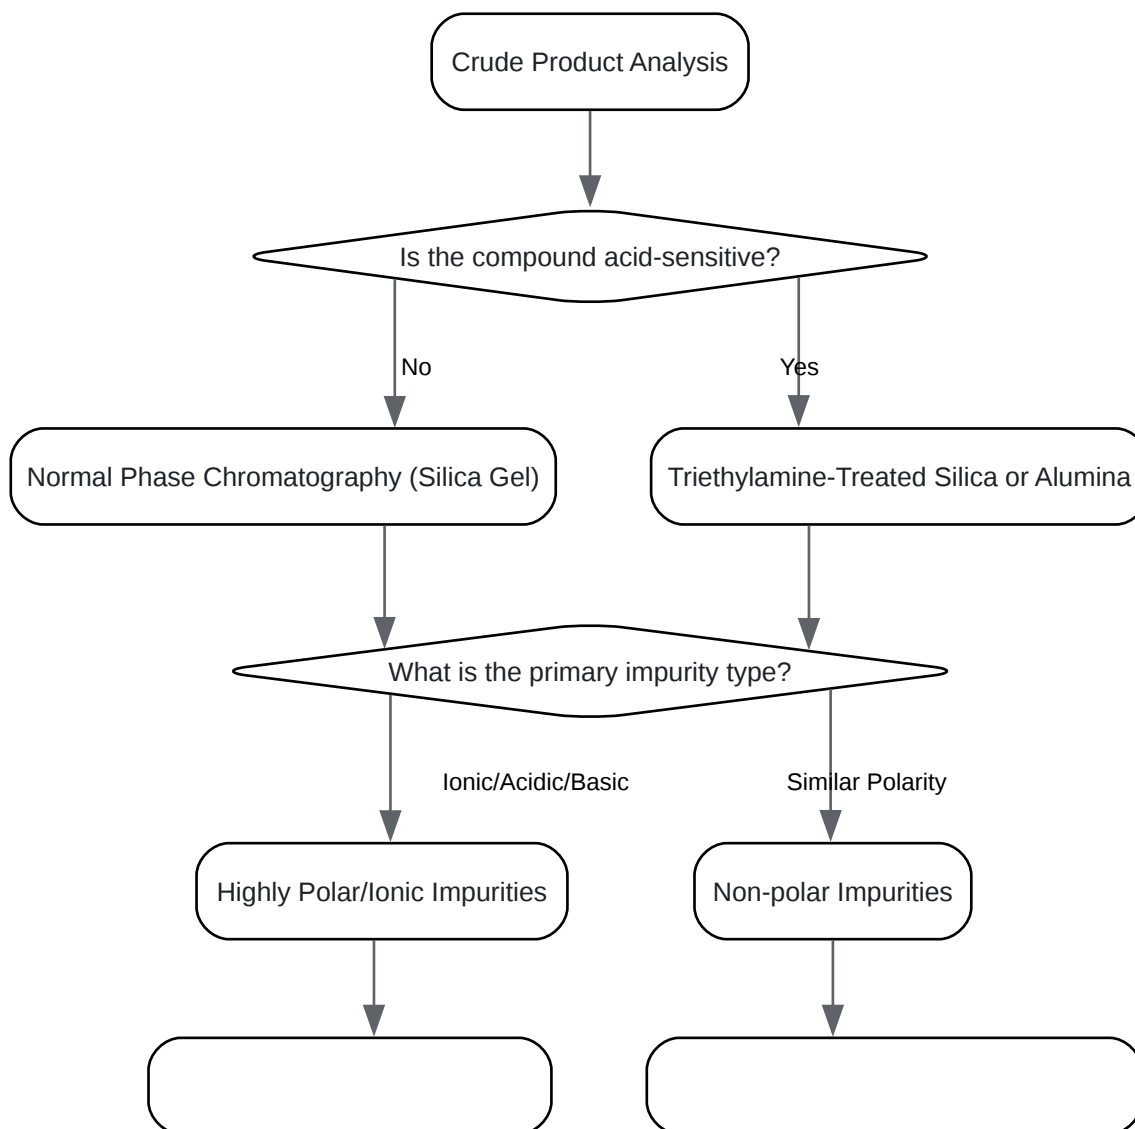 Crude Product Analysis
Is the compound acid-sensitive?
No
Yes
Normal Phase Chromatography (Silica Gel)
Triethylamine-Treated Silica or Alumina
What is the primary impurity type?
Ionic/Acidic/Basic
Similar Polarity
Highly Polar/Ionic Impurities
Non-polar Impurities